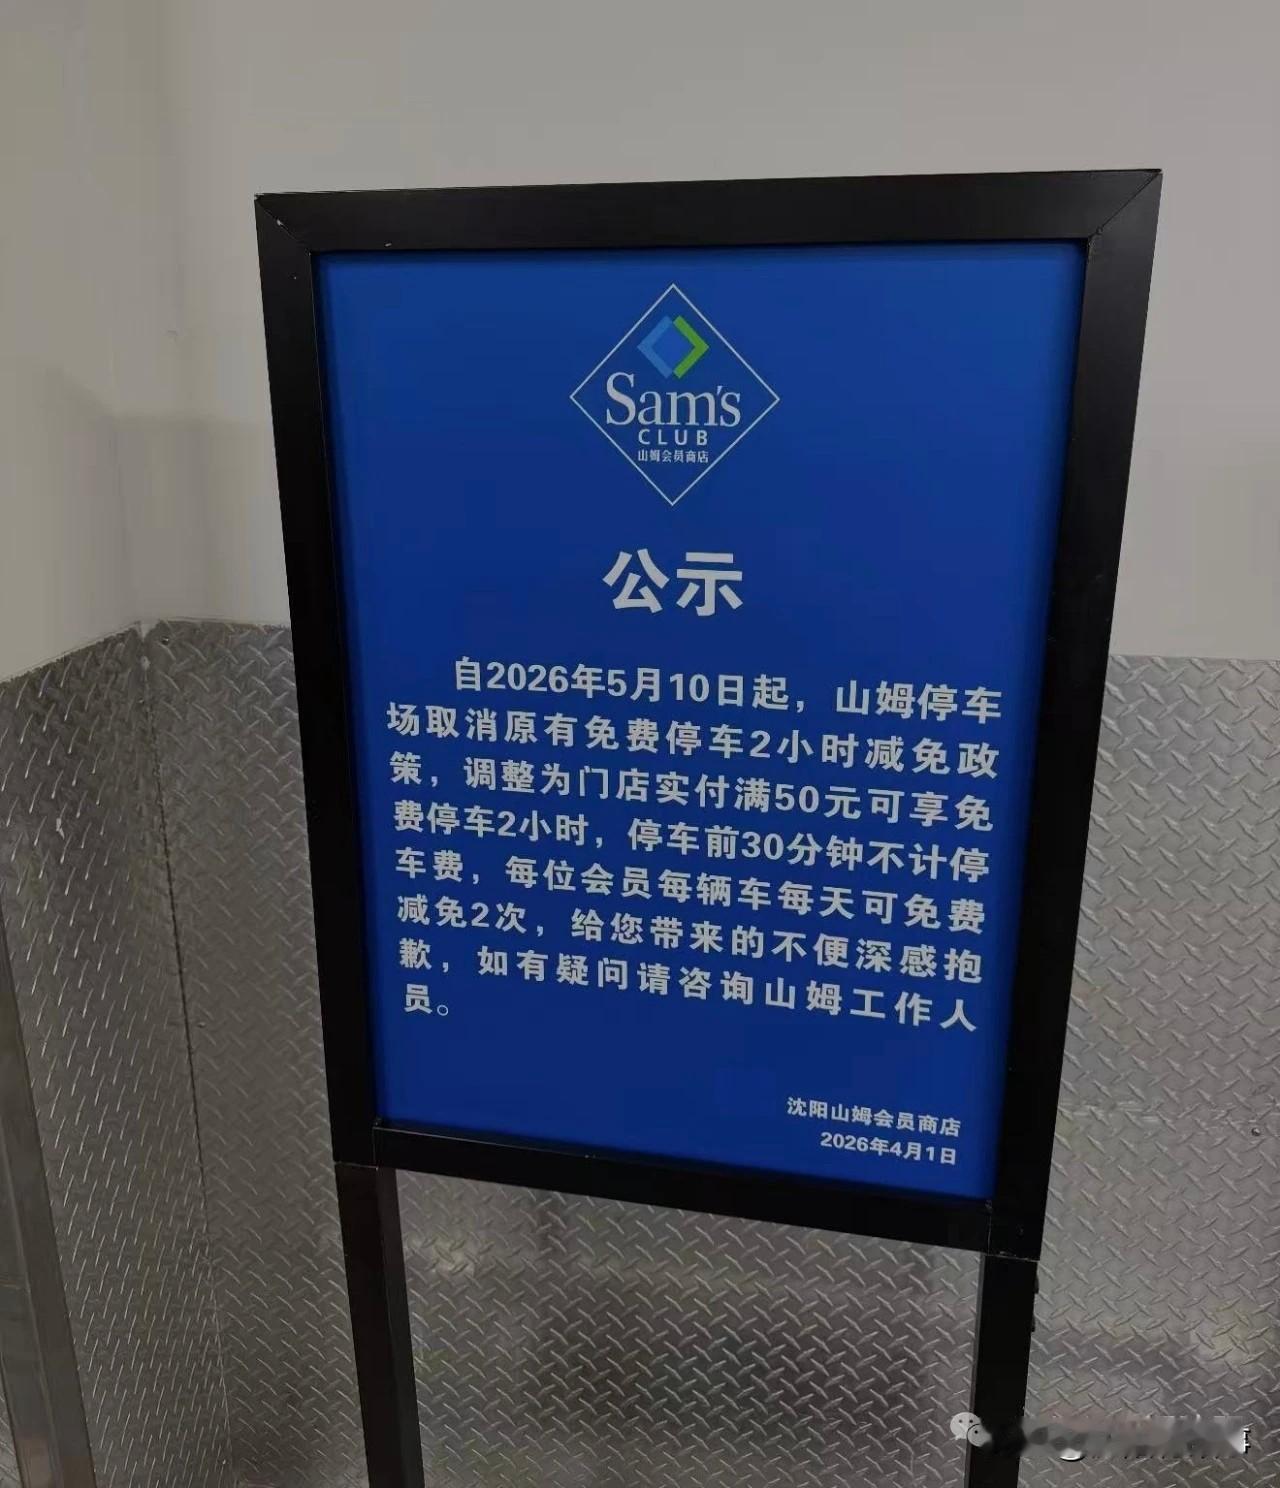 Sam's
CLUB
山姆会员商店
公示
自2026年5月10日起，山姆停车
场取消原有免费停车2小时减免政
策，调整为门店实付满50元可享免
费停车2小时，停车前30分钟不计停
车费，每位会员每辆车每天可免费
减免2次，给您带来的不便深感抱
歉，如有疑问请咨询山姆工作人
员。
沈阳山姆会员商店
2026年4月1日